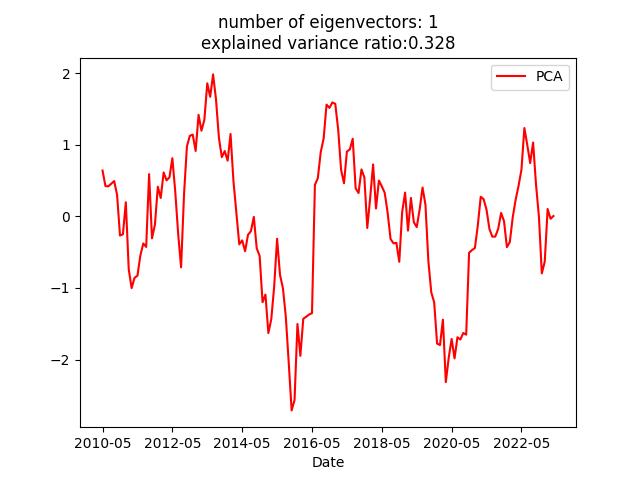 number of eigenvectors: 1
explained variance ratio:0.328
PCA
2
1
0
−1
−2
2010-05 2012-05 2014-05 2016-05 2018-05 2020-05 2022-05
Date